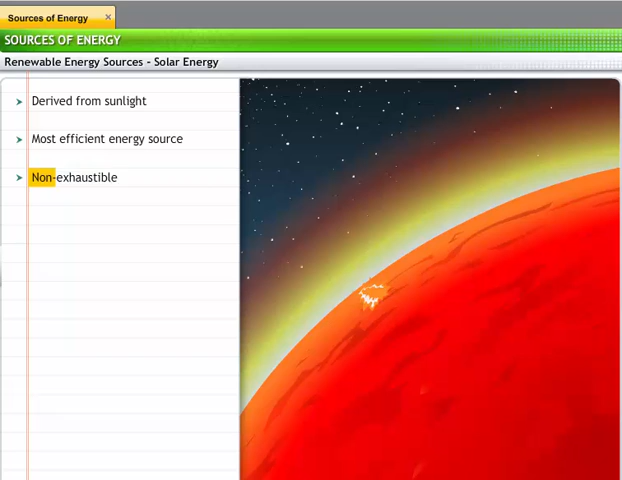 Sources of Energy
SOURCES OF ENERGY
Renewable Energy Sources - Solar Energy
Derived from sunlight
Most efficient energy source
Non-exhaustible